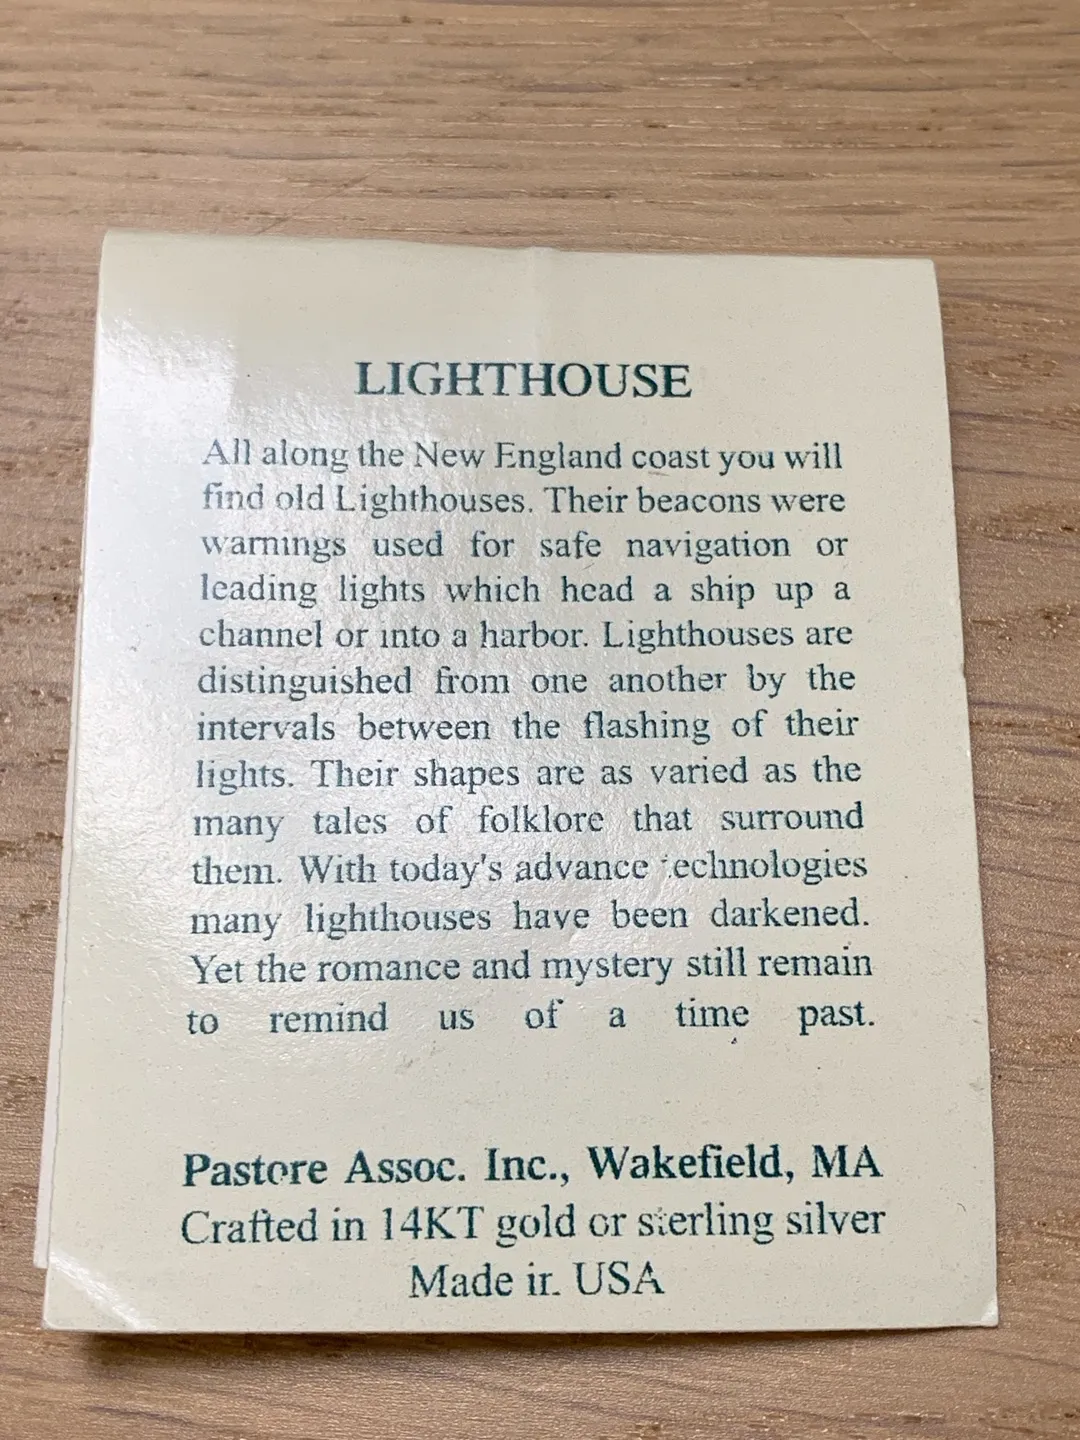 LIGHTHOUSE
All along the New England coast you will
find old Lighthouses. Their beacons were
warnings used for safe navigation or
leading lights which head a ship up a
channel or into a harbor. Lighthouses are
distinguished from one another by the
intervals between the flashing of their
lights. Their shapes are as varied as the
many tales of folklore that surround
them. With today's advance technologies
many lighthouses have been darkened.
Yet the romance and mystery still remain
to remind us of a time past.
Pastore Assoc. Inc., Wakefield, MA
Crafted in 14KT gold or sterling silver
Made in USA